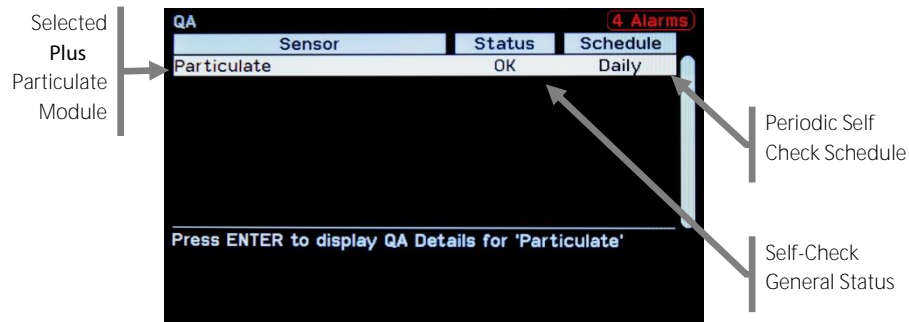 Selected
Plus
Particulate
Module
QA
4 Alarms
Sensor Status Schedule
Particulate OK Daily
Press ENTER to display QA Details for 'Particulate'
Periodic Self
Check Schedule
Self-Check
General Status